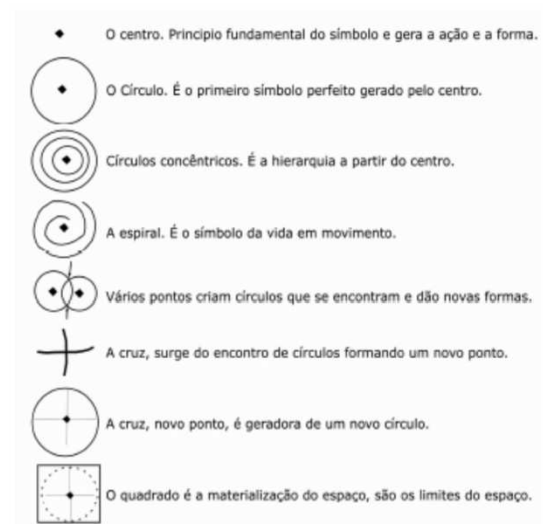 O centro. Principio fundamental do símbolo e gera a ação e a forma.
O Círculo. É o primeiro símbolo perfeito gerado pelo centro.
Círculos concêntricos. É a hierarquia a partir do centro.
A espiral. É o símbolo da vida em movimento.
Vários pontos criam círculos que se encontram e dão novas formas.
A cruz, surge do encontro de círculos formando um novo ponto.
A cruz, novo ponto, é geradora de um novo círculo.
O quadrado é a materialização do espaço, são os limites do espaço.